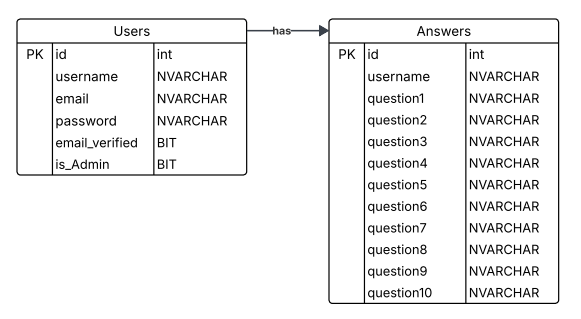 Users
PK id int
username NVARCHAR
email NVARCHAR
password NVARCHAR
email_verified BIT
is_Admin BIT
has
Answers
PK id int
username NVARCHAR
question1 NVARCHAR
question2 NVARCHAR
question3 NVARCHAR
question4 NVARCHAR
question5 NVARCHAR
question6 NVARCHAR
question7 NVARCHAR
question8 NVARCHAR
question9 NVARCHAR
question10 NVARCHAR